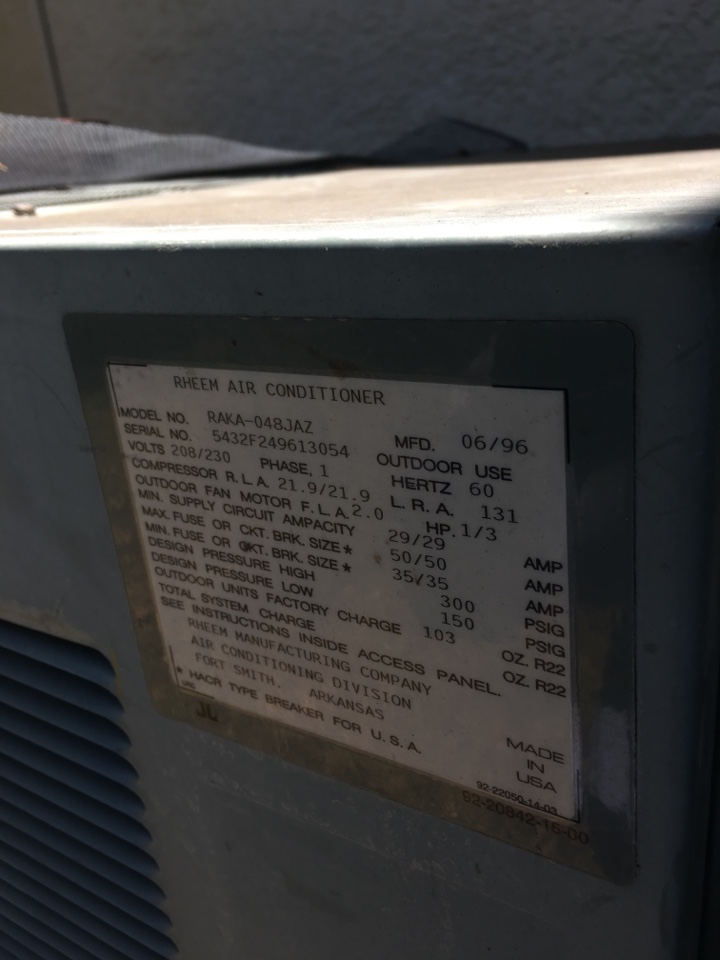 RHEEM AIR CONDITIONER
MODEL NO. RAKA-048JAZ MFD. 06/96
SERIAL NO. 5432F249613054 OUTDOOR USE
VOLTS 208/230 PHASE, 1 HERTZ 60
COMPRESSOR R.L.A. 21.9/21.9 L.R.A. 131
OUTDOOR FAN MOTOR F.L.A. 2.0 HP. 1/3
MIN. SUPPLY CIRCUIT AMPACITY 29/29 AMP
MAX. FUSE OR CKT. BRK. SIZE* 50/50 AMP
MIN. FUSE OR CKT. BRK. SIZE* 35/35 AMP
DESIGN PRESSURE HIGH 300 PSIG
DESIGN PRESSURE LOW 150 PSIG
OUTDOOR UNITS FACTORY CHARGE 103 OZ. R22
TOTAL SYSTEM CHARGE OZ. R22
SEE INSTRUCTIONS INSIDE ACCESS PANEL.
RHEEM MANUFACTURING COMPANY
AIR CONDITIONING DIVISION
FORT SMITH, ARKANSAS
* HACR TYPE BREAKER FOR U.S.A.
MADE
IN
USA
92-22050-14-03
92-20842-16-00
JL